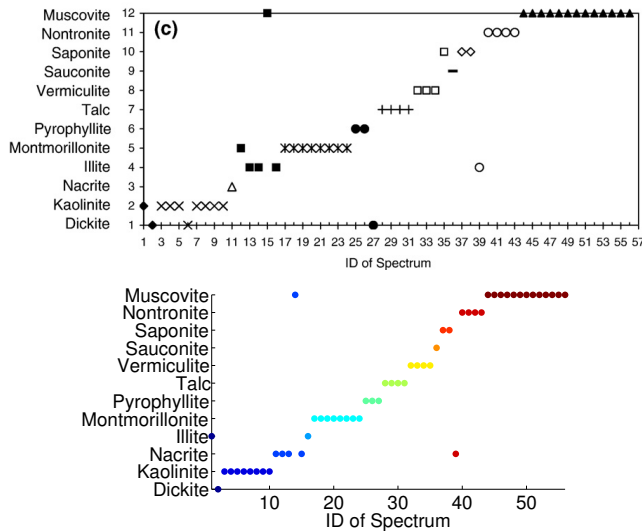 (c)
Muscovite 12
Nontronite 11
Saponite 10
Sauconite 9
Vermiculite 8
Talc 7
Pyrophyllite 6
Montmorillonite 5
Illite 4
Nacrite 3
Kaolinite 2
Dickite 1
1 3 5 7 9 11 13 15 17 19 21 23 25 27 29 31 33 35 37 39 41 43 45 47 49 51 53 55 57
ID of Spectrum
Muscovite
Nontronite
Saponite
Sauconite
Vermiculite
Talc
Pyrophyllite
Montmorillonite
Illite
Nacrite
Kaolinite
Dickite
10 20 30 40 50
ID of Spectrum